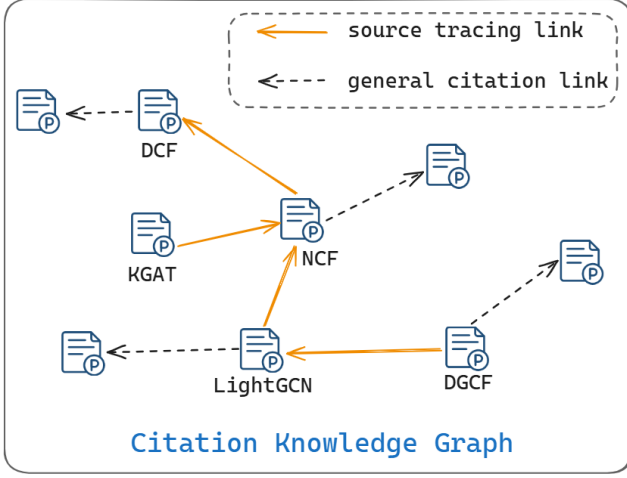 source tracing link
general citation link
P
P
DCF
P
P
P
KGAT
NCF
P
P
P
P
LightGCN
DGCF
Citation Knowledge Graph